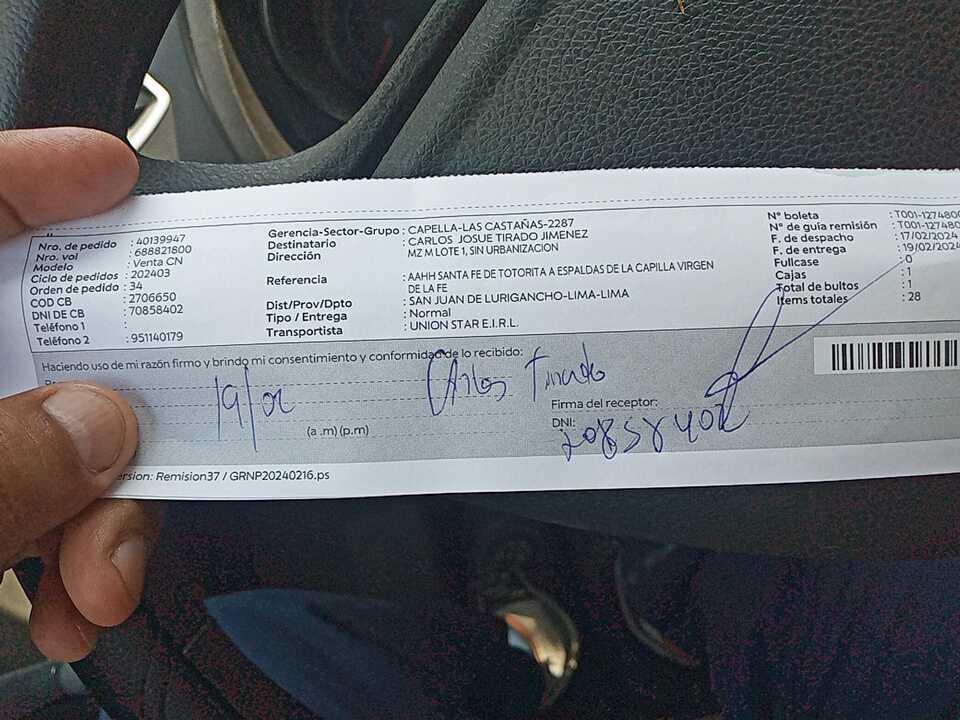 Nro. de pedido : 40139947
Nro. vol : 688821800
Modelo : Venta CN
Ciclo de pedidos : 202403
Orden de pedido : 34
COD CB : 2706650
DNI DE CB : 70858402
Teléfono 1 :
Teléfono 2 : 951140179
Gerencia-Sector-Grupo : CAPELLA-LAS CASTAÑAS-2287
Destinatario : CARLOS JOSUE TIRADO JIMENEZ
Dirección : MZ M LOTE 1, SIN URBANIZACION
Referencia : AAHH SANTA FE DE TOTORITA A ESPALDAS DE LA CAPILLA VIRGEN
DE LA FE
Dist/Prov/Dpto : SAN JUAN DE LURIGANCHO-LIMA-LIMA
Tipo / Entrega : Normal
Transportista : UNION STAR E.I.R.L.
N° boleta : T001-1274800
N° de guía remisión : T001-1274800
F. de despacho : 17/02/2024
F. de entrega : 19/02/2024
Fullcase : 0
Cajas : 1
Total de bultos : 1
Items totales : 28
Haciendo uso de mi razón firmo y brindo mi consentimiento y conformidad de lo recibido:
19/02 Carlos Tirado
(a .m) (p.m)
Firma del receptor:
DNI: 70858402
ersion: Remision37 / GRNP20240216.ps